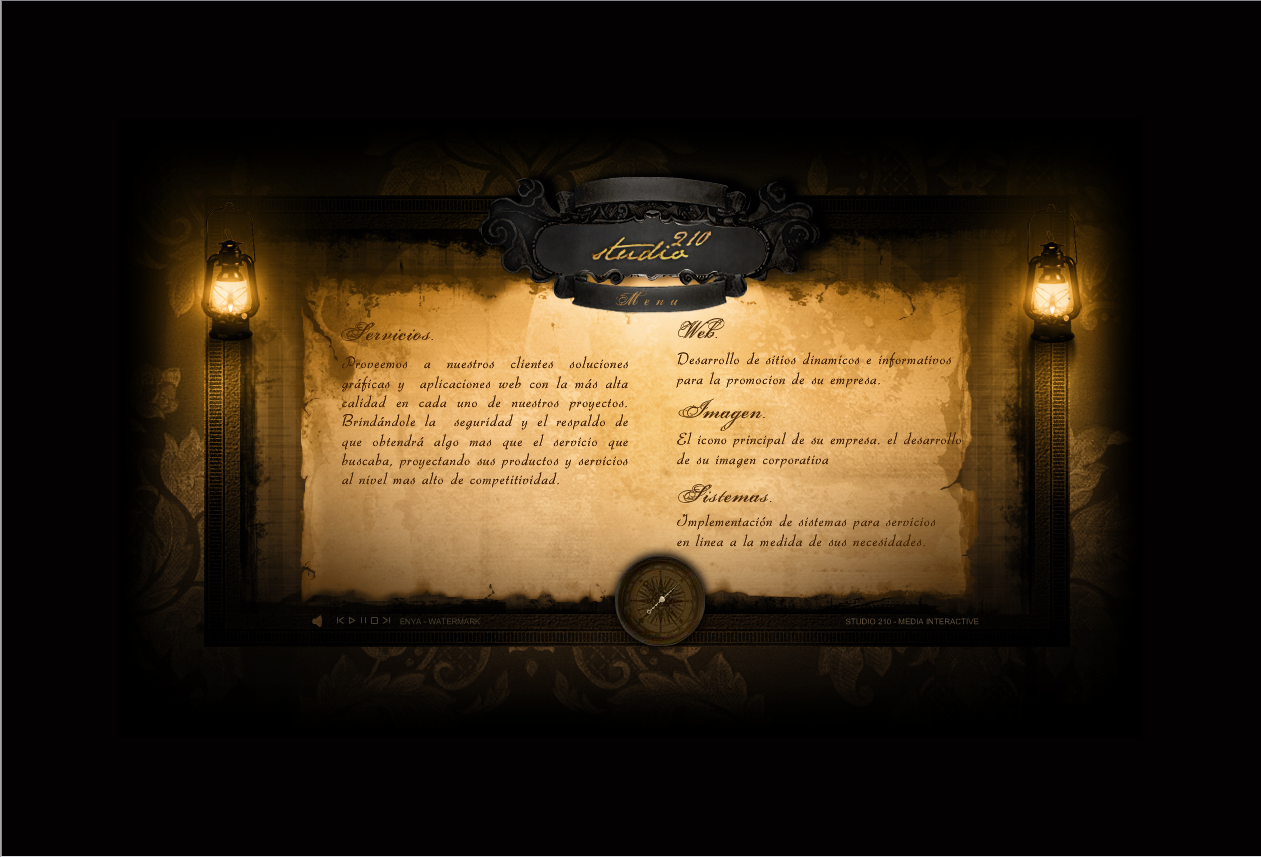 studio 210
Menu
Servicios.
Proveemos a nuestros clientes soluciones
gráficas y aplicaciones web con la más alta
calidad en cada uno de nuestros proyectos.
Brindándole la seguridad y el respaldo de
que obtendrá algo mas que el servicio que
buscaba, proyectando sus productos y servicios
al nivel mas alto de competitividad.
Web.
Desarrollo de sitios dinamicos e informativos
para la promocion de su empresa.
Imagen.
El icono principal de su empresa. el desarrollo
de su imagen corporativa
Sistemas.
Implementación de sistemas para servicios
en linea a la medida de sus necesidades.
ENYA - WATERMARK
STUDIO 210 - MEDIA INTERACTIVE